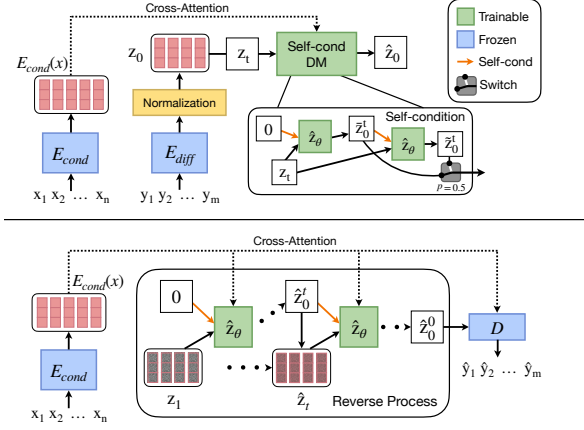 Cross-Attention
E_cond(x)
z_0
z_t
Self-cond
DM
ẑ_0
Trainable
Frozen
Self-cond
Switch
Normalization
E_cond
E_diff
x_1 x_2 … x_n
y_1 y_2 … y_m
Self-condition
0
ẑ_θ
z̃_0^t
ẑ_θ
z̃_0^t
z_t
p = 0.5
Cross-Attention
E_cond(x)
0
ẑ_θ
ẑ_0^t
ẑ_θ
ẑ_0^0
D
E_cond
z_1
ẑ_t
Reverse Process
ŷ_1 ŷ_2 … ŷ_m
x_1 x_2 … x_n